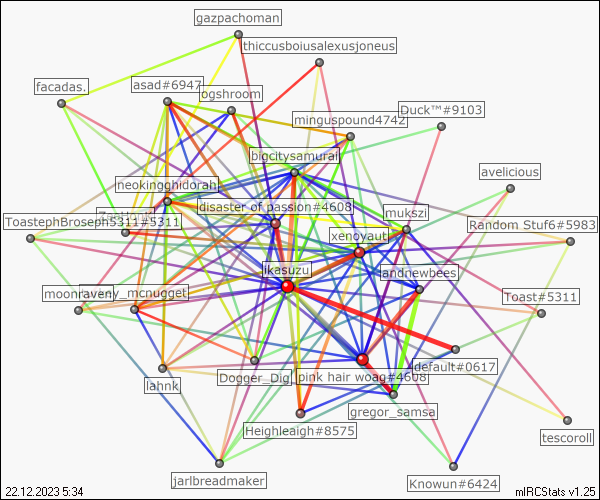 gazpachoman
thiccusboiusalexusjoneus
facadas.
asad#6947
ogshroom
Duck™#9103
minguspound4742
bigcitysamurai
avelicious
neokingghidorah
disaster of passion#4608
mukszi
ToastephBroseph5311#5311
Random Stuf6#5983
xenoyaut
Ikasuzu
andnewbees
moonraven
y_mcnugget
Toast#5311
default#0617
Dogger_Dig
pink hair woag#4608
lahnk
gregor_samsa
Heighleaigh#8575
tescoroll
jarlbreadmaker
Knowun#6424
22.12.2023 5:34
mIRCStats v1.25